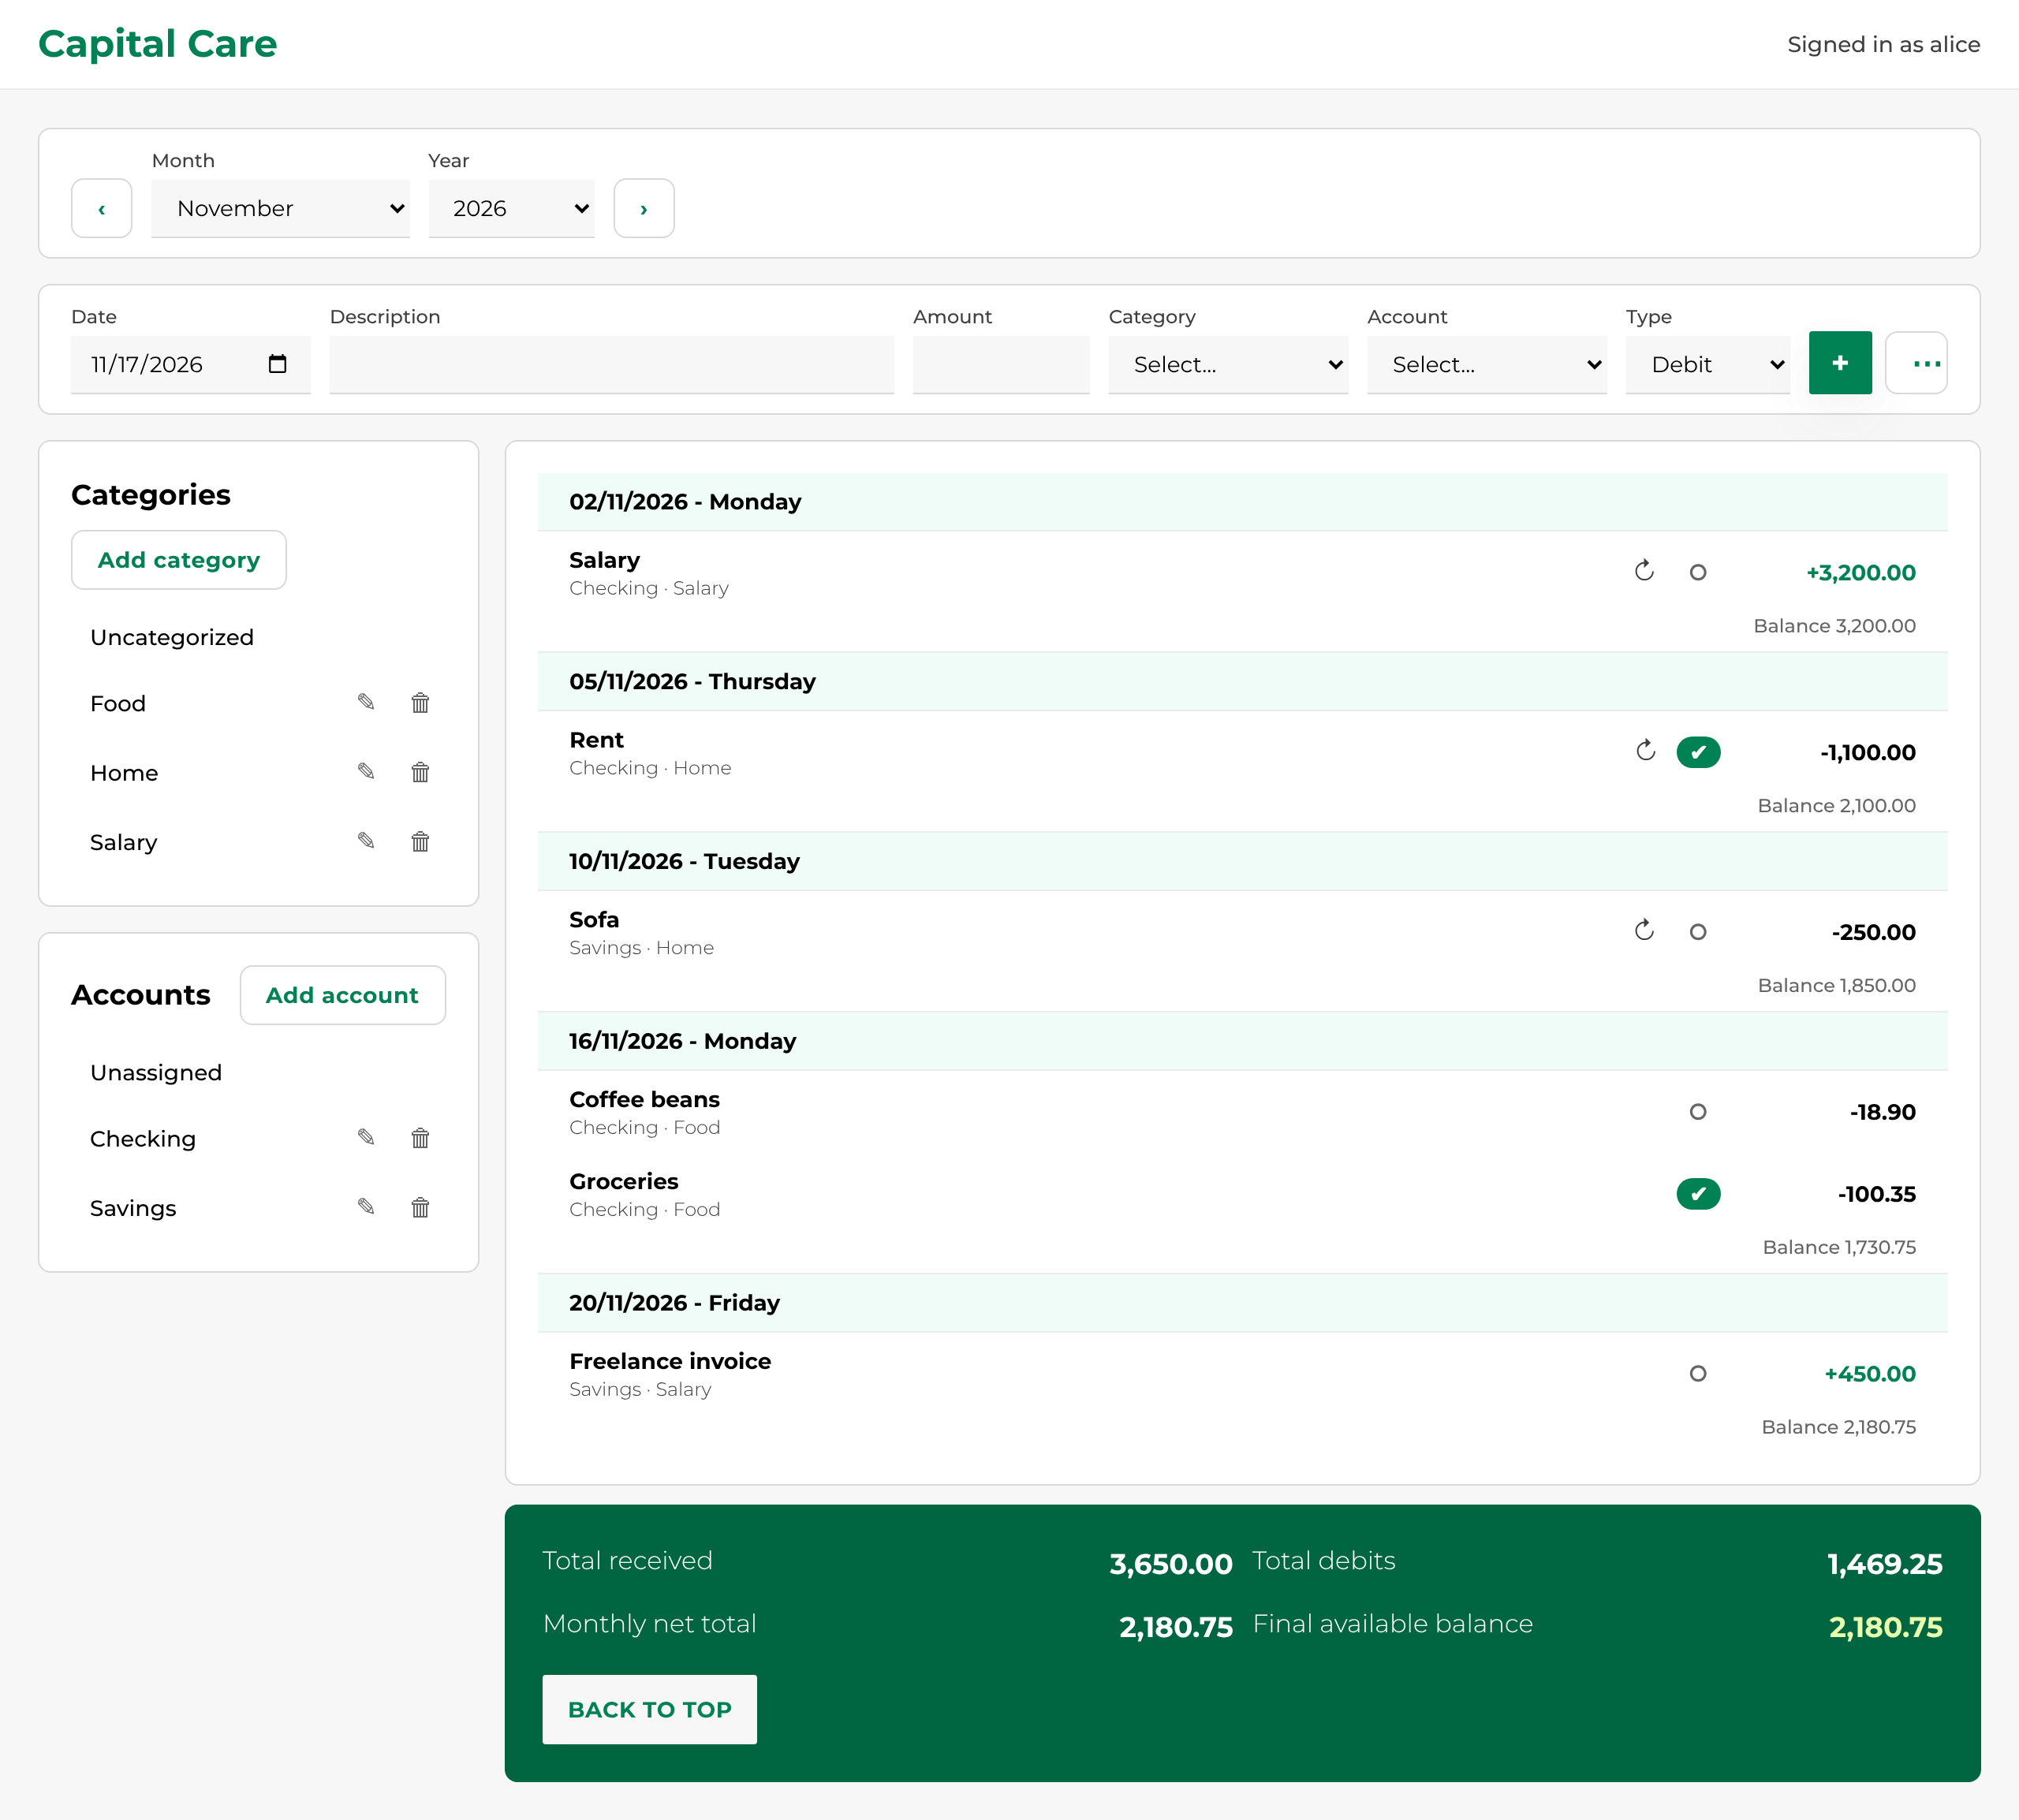 Capital Care
Signed in as alice
Month
Year
‹
November
2026
›
Date
Description
Amount
Category
Account
Type
11/17/2026
Select...
Select...
Debit
+
...
Categories
Add category
Uncategorized
Food
Home
Salary
Accounts
Add account
Unassigned
Checking
Savings
02/11/2026 - Monday
Salary
Checking · Salary
+3,200.00
Balance 3,200.00
05/11/2026 - Thursday
Rent
Checking · Home
-1,100.00
Balance 2,100.00
10/11/2026 - Tuesday
Sofa
Savings · Home
-250.00
Balance 1,850.00
16/11/2026 - Monday
Coffee beans
Checking · Food
-18.90
Groceries
Checking · Food
-100.35
Balance 1,730.75
20/11/2026 - Friday
Freelance invoice
Savings · Salary
+450.00
Balance 2,180.75
Total received 3,650.00
Total debits 1,469.25
Monthly net total 2,180.75
Final available balance 2,180.75
BACK TO TOP